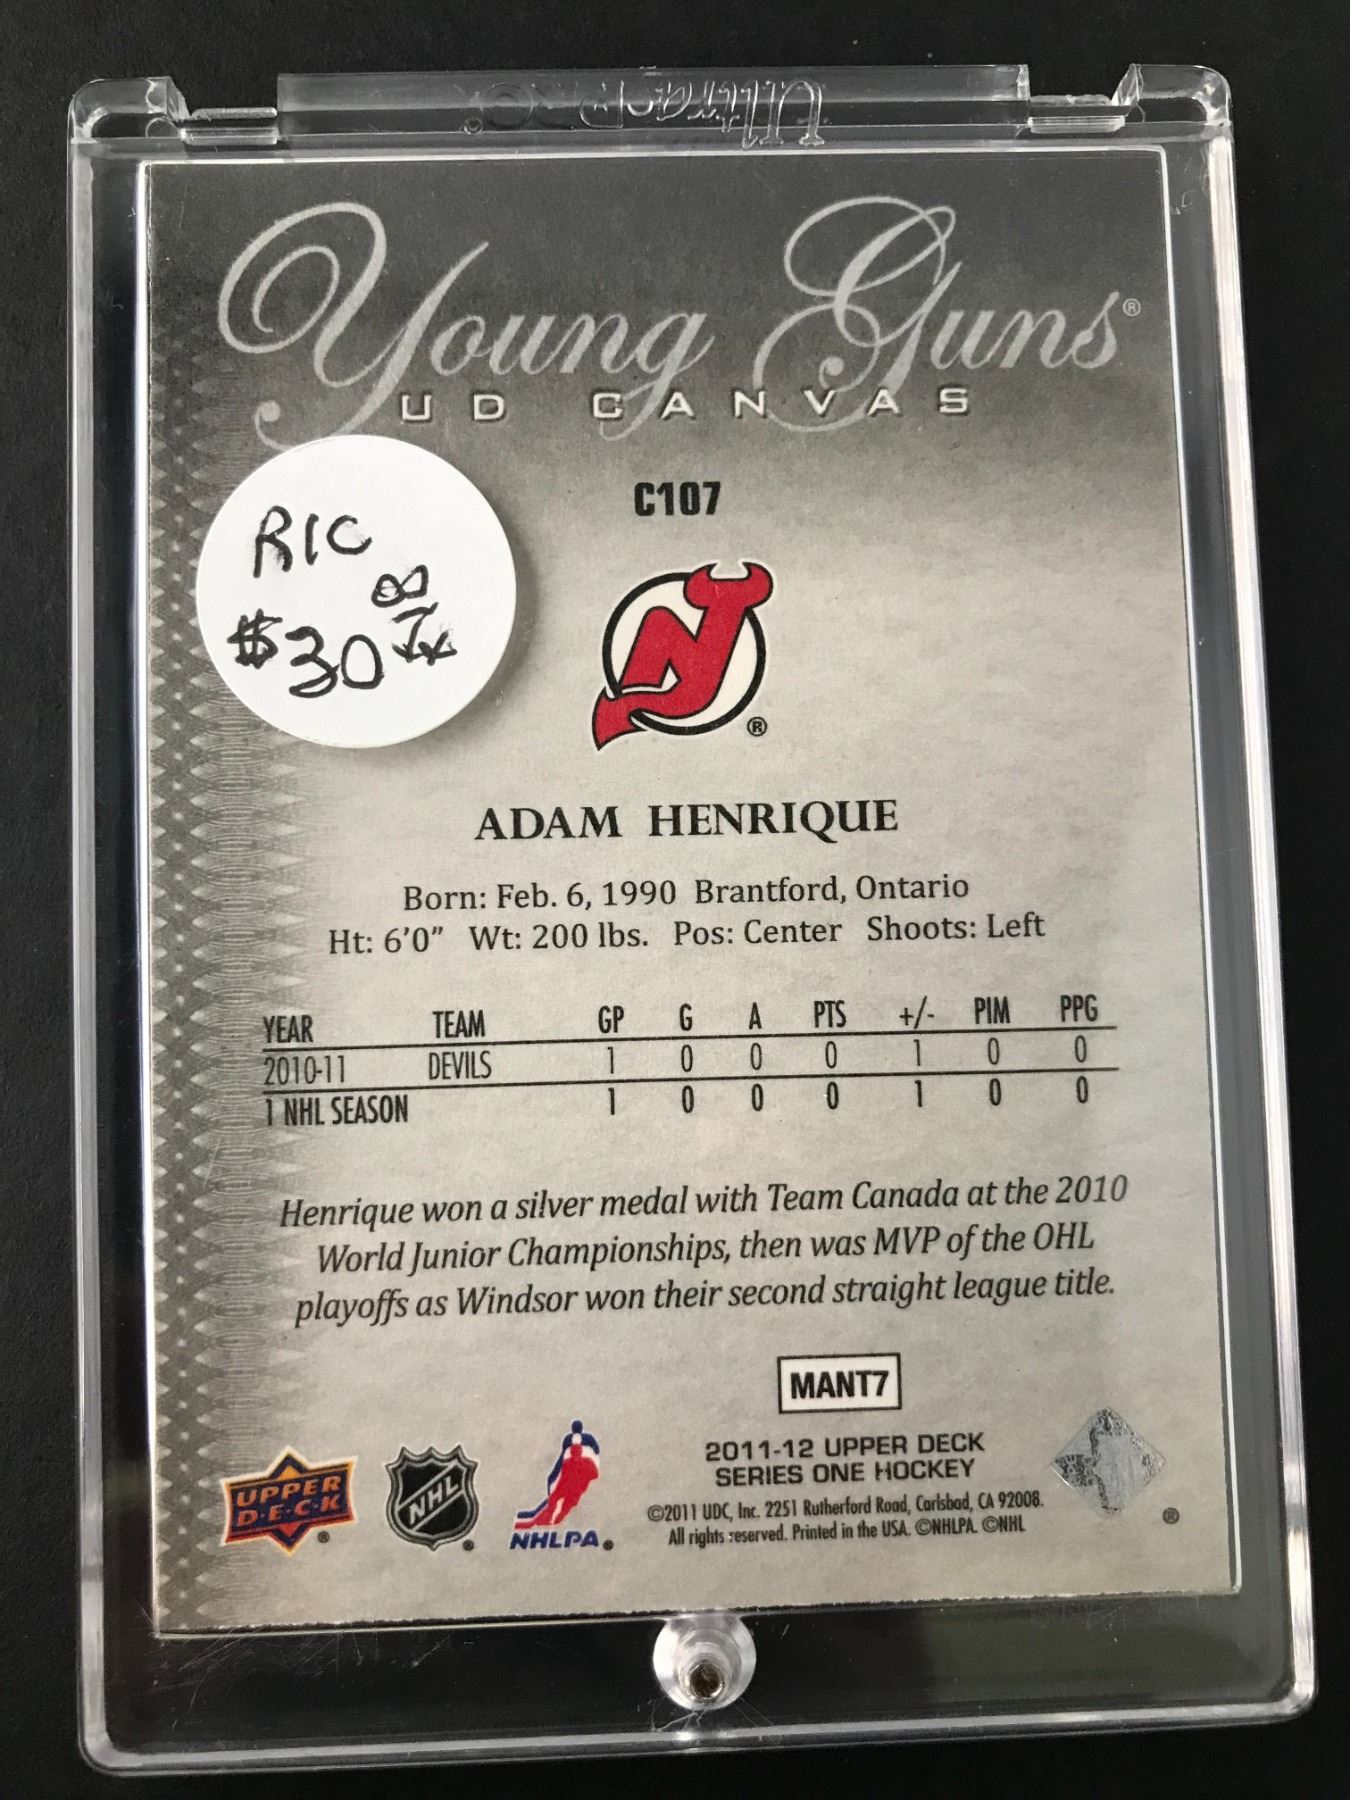 Ultra PRO®
Young Guns®
UD CANVAS
C107
RIC
$30
®
ADAM HENRIQUE
Born: Feb. 6, 1990 Brantford, Ontario
Ht: 6’0” Wt: 200 lbs. Pos: Center Shoots: Left
YEAR TEAM GP G A PTS +/- PIM PPG
2010-11 DEVILS 1 0 0 0 1 0 0
1 NHL SEASON 1 0 0 0 1 0 0
Henrique won a silver medal with Team Canada at the 2010
World Junior Championships, then was MVP of the OHL
playoffs as Windsor won their second straight league title.
MANT7
2011-12 UPPER DECK
SERIES ONE HOCKEY
©2011 UDC, Inc. 2251 Rutherford Road, Carlsbad, CA 92008.
All rights reserved. Printed in the USA. ©NHLPA. ©NHL
UPPER
D·E·C·K®
NHL®
NHLPA®
®